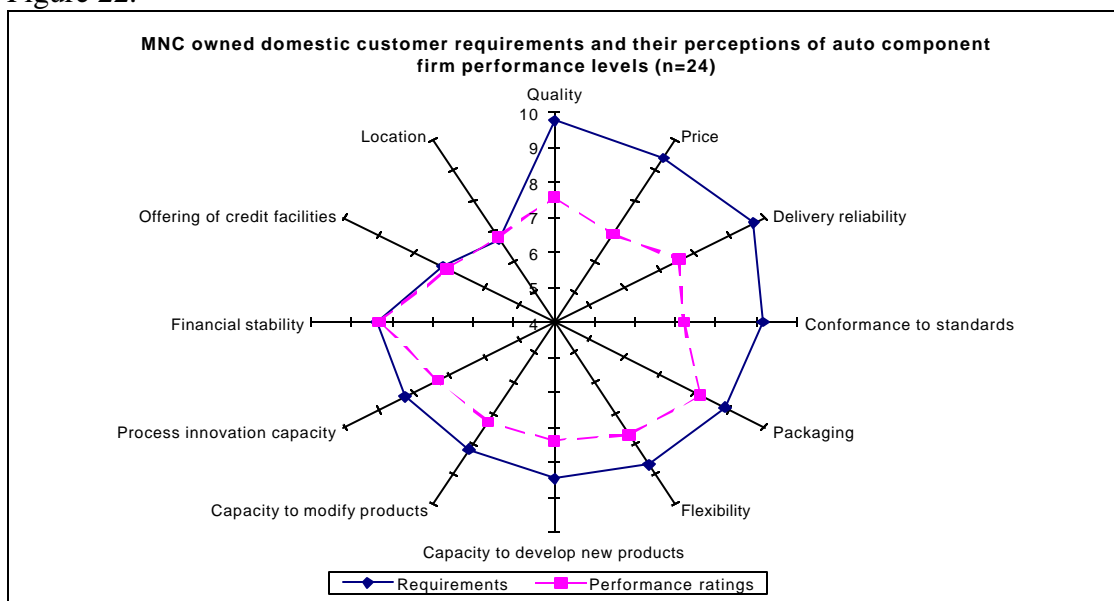 Figure 22:
MNC owned domestic customer requirements and their perceptions of auto component
firm performance levels (n=24)
Quality
10
Location
Price
9
8
Offering of credit facilities
Delivery reliability
7
6
5
Financial stability
4
Conformance to standards
Process innovation capacity
Packaging
Capacity to modify products
Flexibility
Capacity to develop new products
Requirements
Performance ratings